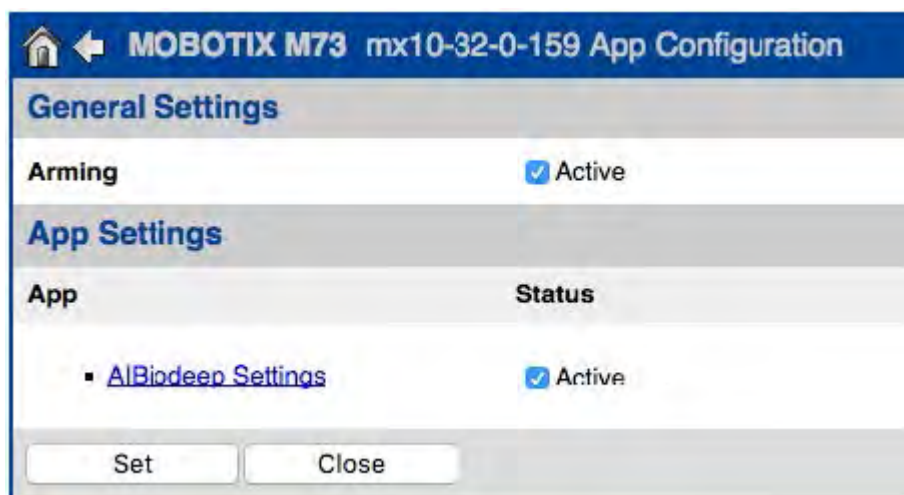 MOBOTIX M73 mx10-32-0-159 App Configuration
General Settings
Arming Active
App Settings
App Status
AIBiodeep Settings Active
Set Close